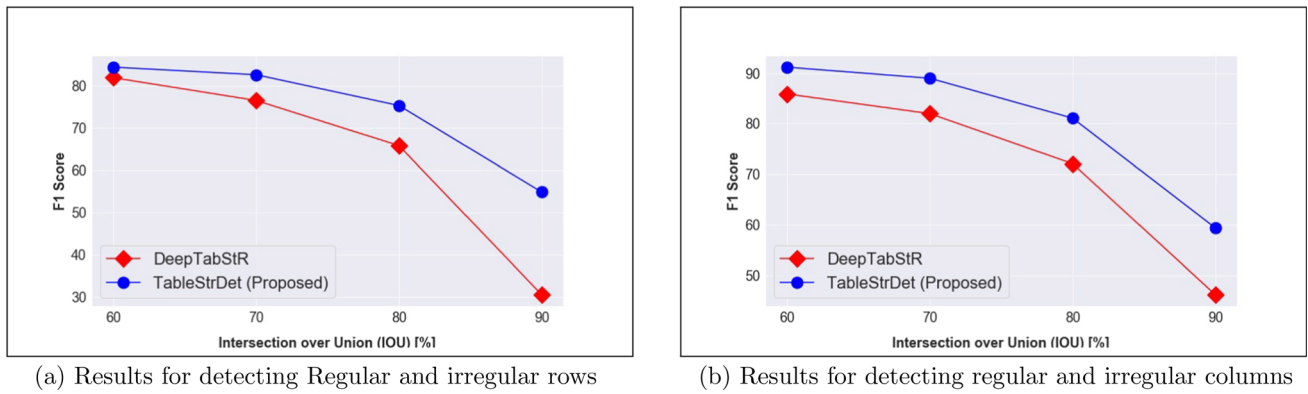 80
70
60
50
40
30
F1 Score
DeepTabStR
TableStrDet (Proposed)
60 70 80 90
Intersection over Union (IOU) [%]
(a) Results for detecting Regular and irregular rows
90
80
70
60
50
F1 Score
DeepTabStR
TableStrDet (Proposed)
60 70 80 90
Intersection over Union (IOU) [%]
(b) Results for detecting regular and irregular columns